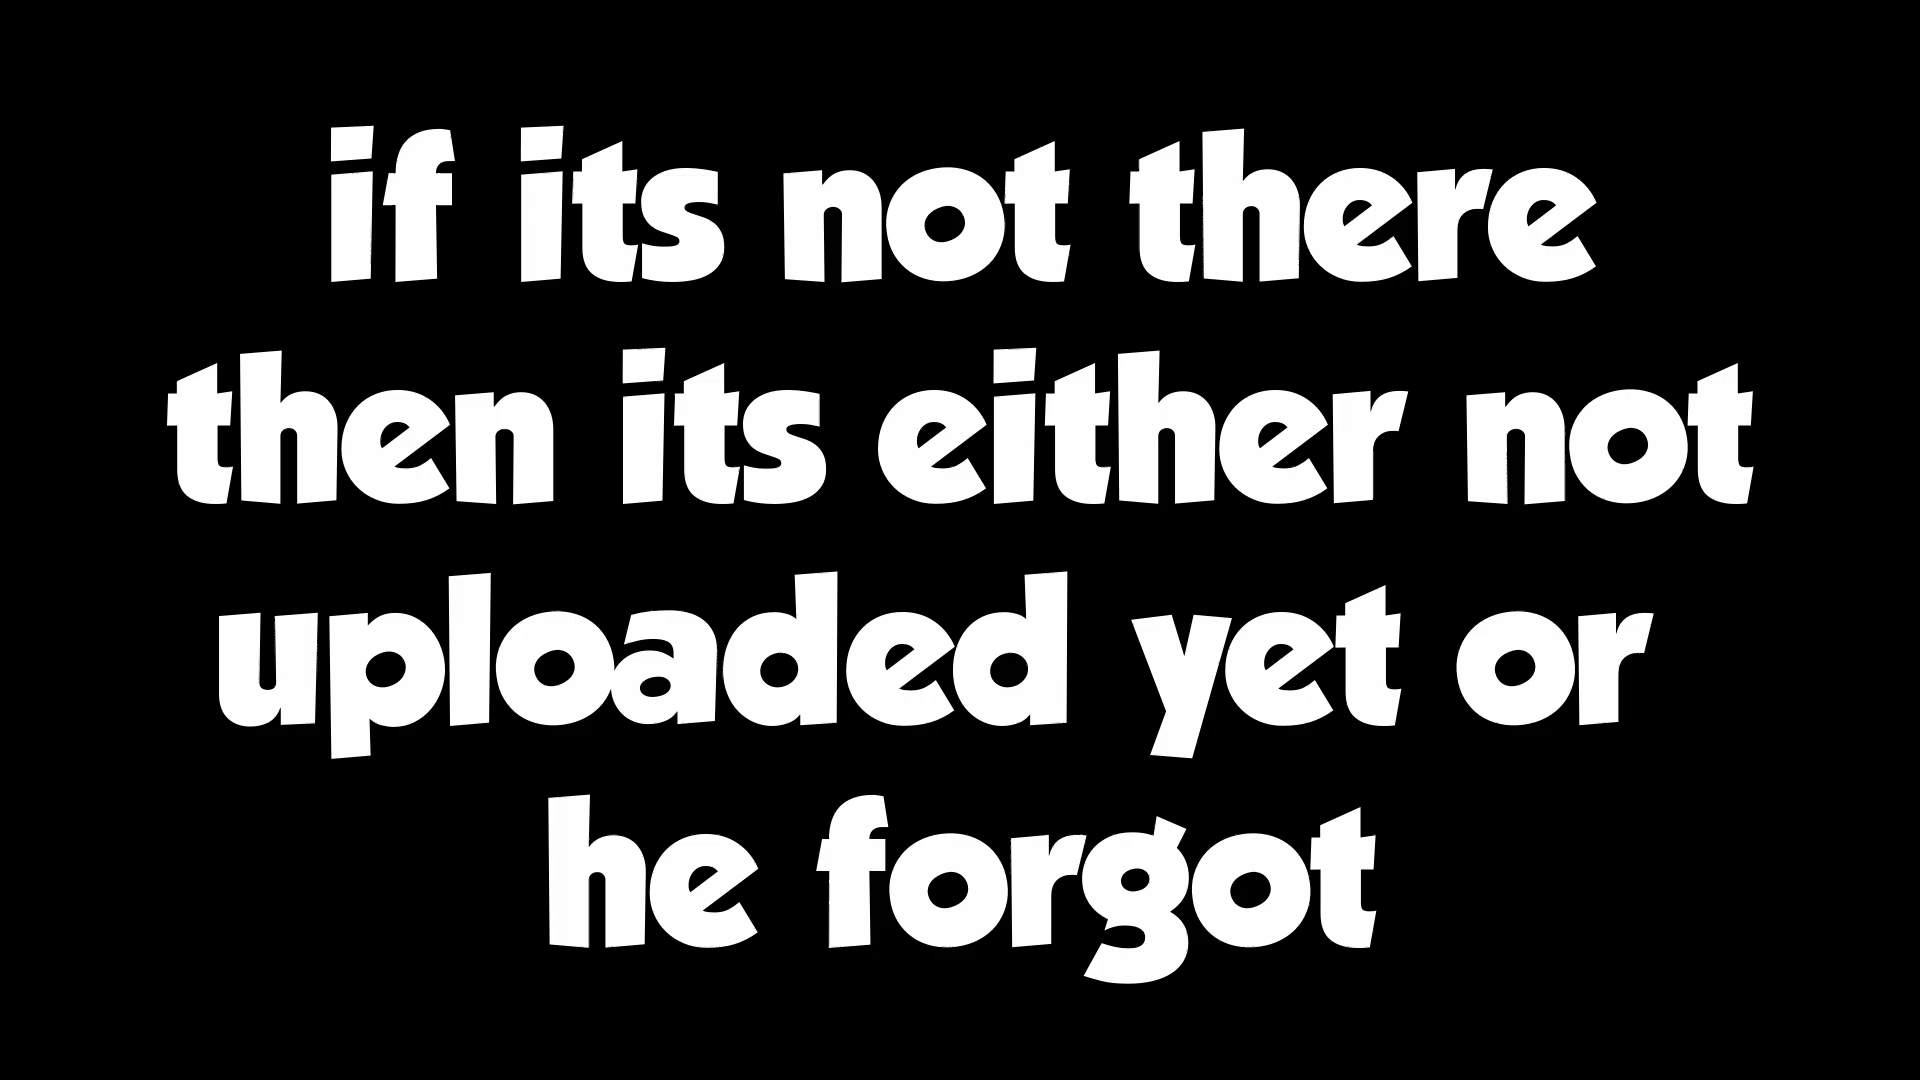 if its not there
then its either not
uploaded yet or
he forgot